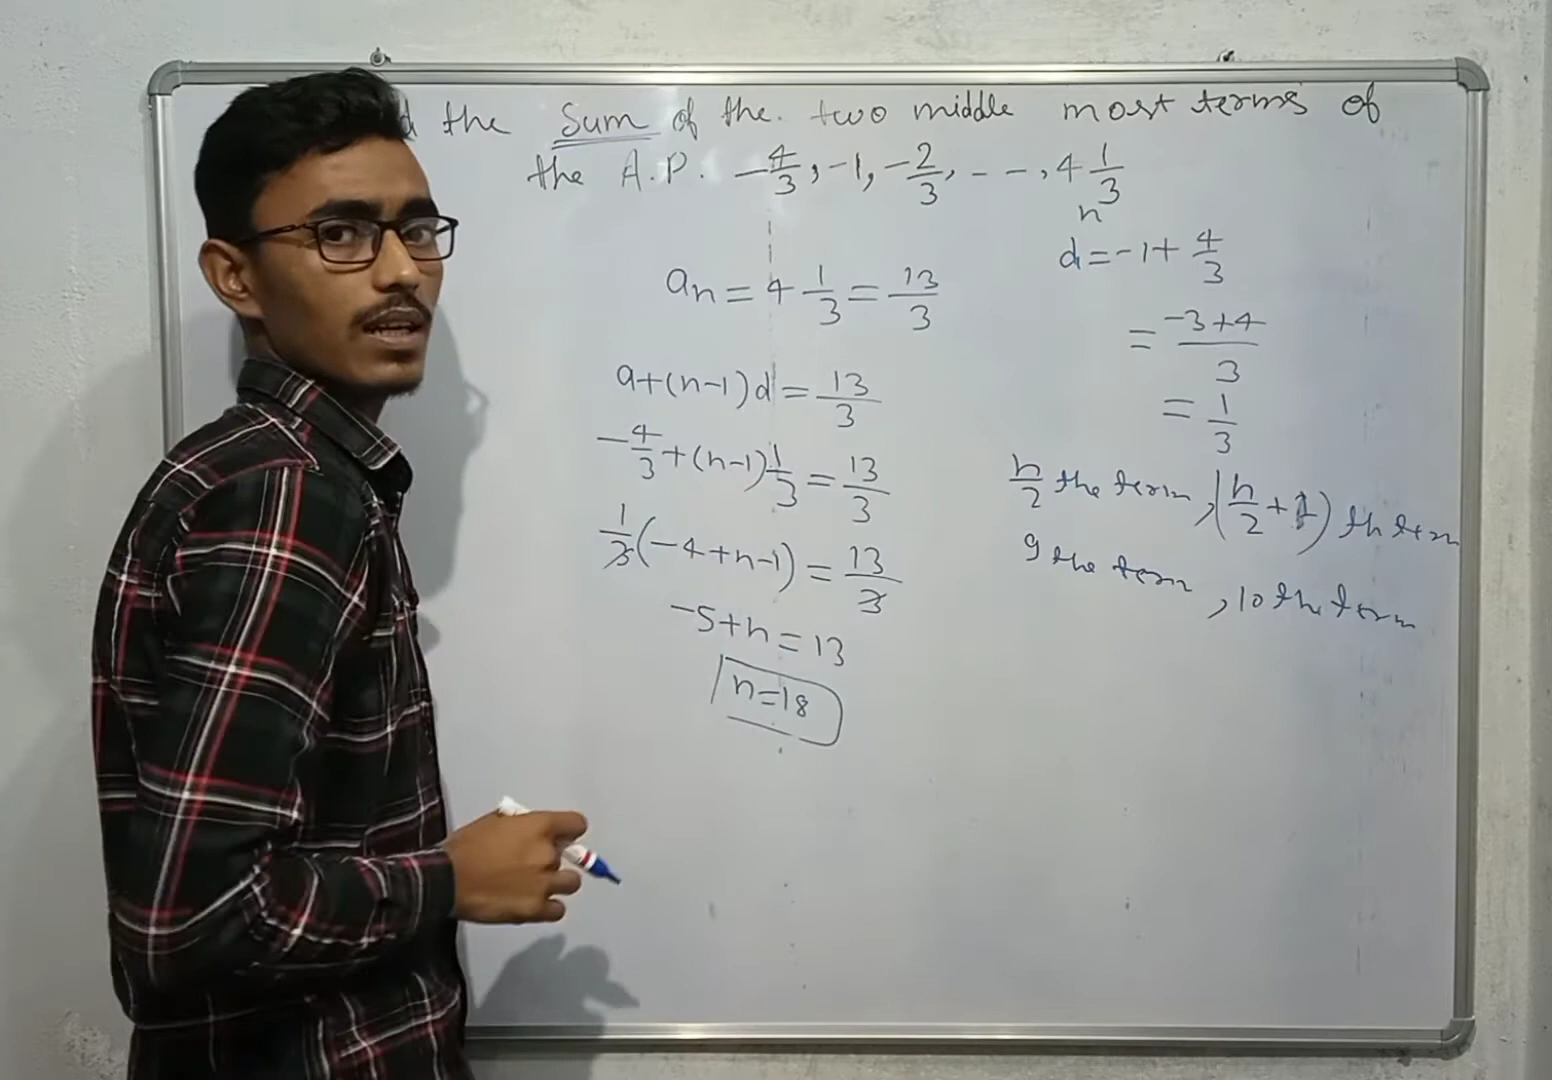 d the Sum of the two middle most terms of
the A.P. -4/3, -1, -2/3, - - -, 4 1/3
n
aₙ = 4 1/3 = 13/3
a+(n-1)d = 13/3
-4/3+(n-1)1/3 = 13/3
1/3(-4+n-1) = 13/3
-5+n = 13
n=18
d=-1+4/3
= -3+4/3
= 1/3
n/2 the term, (n/2+1) th term
9 the term, 10 the term